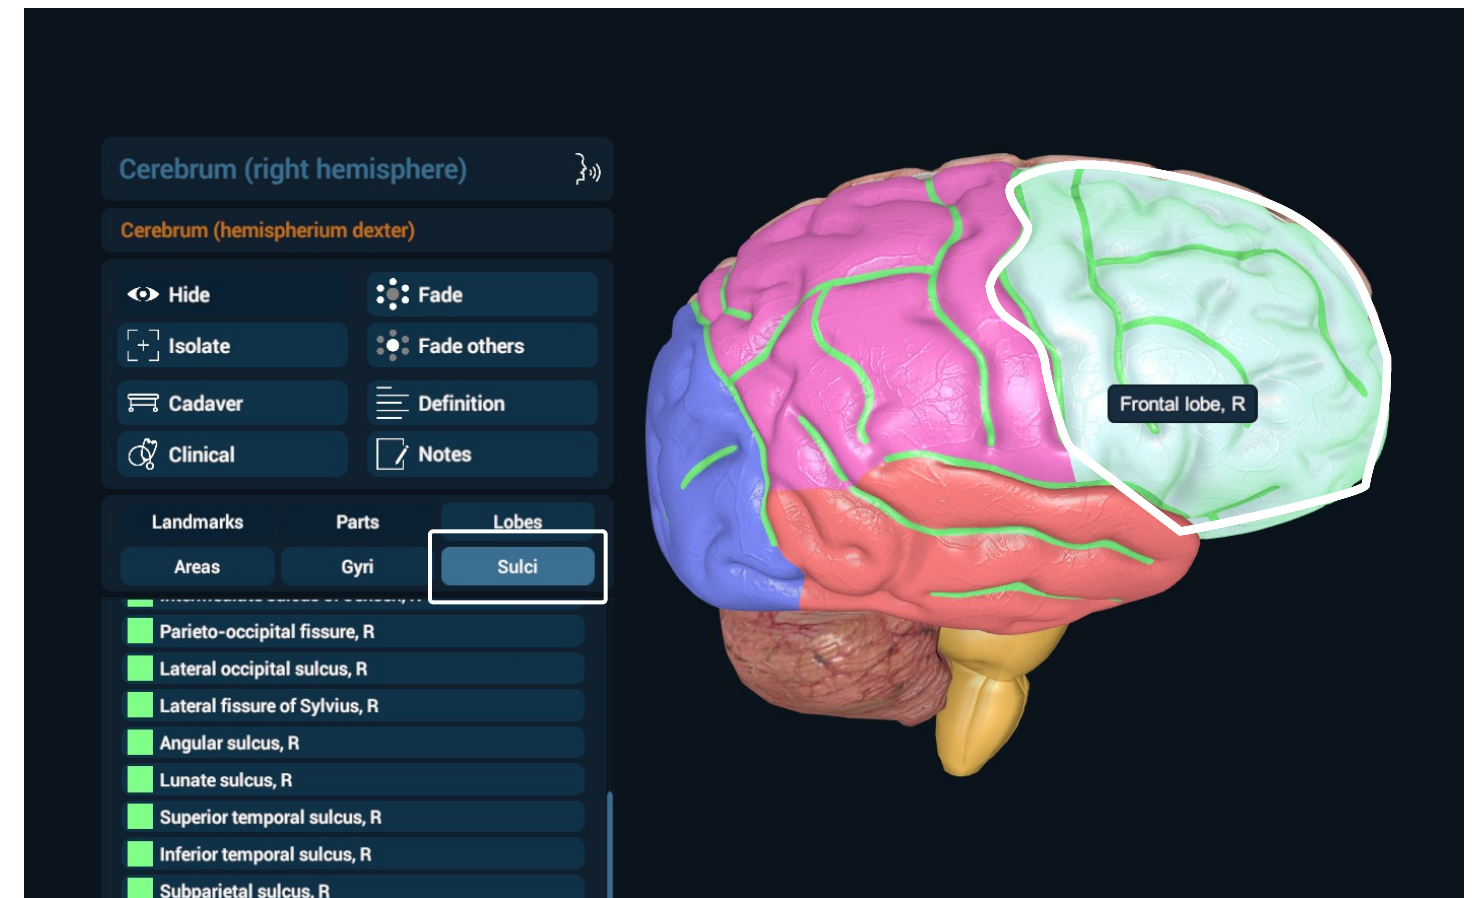 Cerebrum (right hemisphere)
Cerebrum (hemispherium dexter)
Hide
Fade
Isolate
Fade others
Cadaver
Definition
Clinical
Notes
Landmarks
Parts
Lobes
Areas
Gyri
Sulci
Parieto-occipital fissure, R
Lateral occipital sulcus, R
Lateral fissure of Sylvius, R
Angular sulcus, R
Lunate sulcus, R
Superior temporal sulcus, R
Inferior temporal sulcus, R
Subparietal sulcus, R
Frontal lobe, R